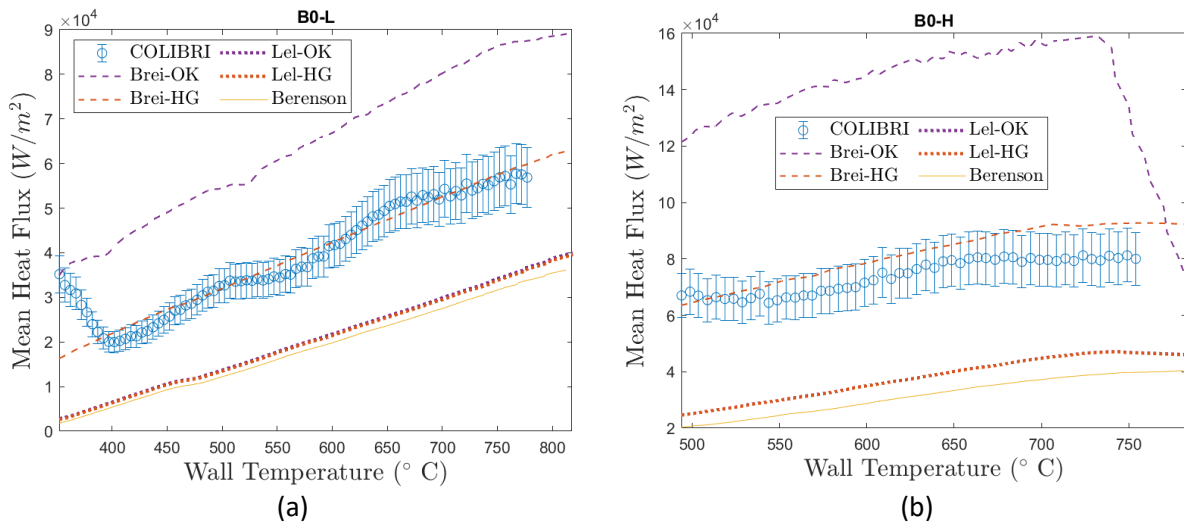 B0-L
×10⁴
9
8
7
6
5
4
3
2
1
0
Mean Heat Flux (W/m²)
COLIBRI
Brei-OK
Brei-HG
Lel-OK
Lel-HG
Berenson
400 450 500 550 600 650 700 750 800
Wall Temperature (° C)
(a)
B0-H
×10⁴
16
14
12
10
8
6
4
2
Mean Heat Flux (W/m²)
COLIBRI
Brei-OK
Brei-HG
Lel-OK
Lel-HG
Berenson
500 550 600 650 700 750
Wall Temperature (° C)
(b)